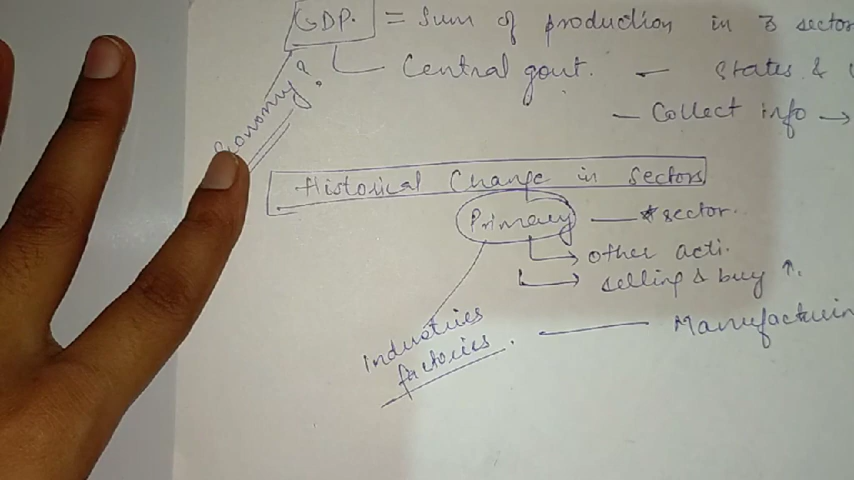 GDP. = Sum of production in 3 sector
Central govt. — States &
Economy?
— Collect info →
Historical Change in Sectors
Primary — * sector.
→ other acti.
→ selling & buy ↑.
Industries — Manufacturin
factories.